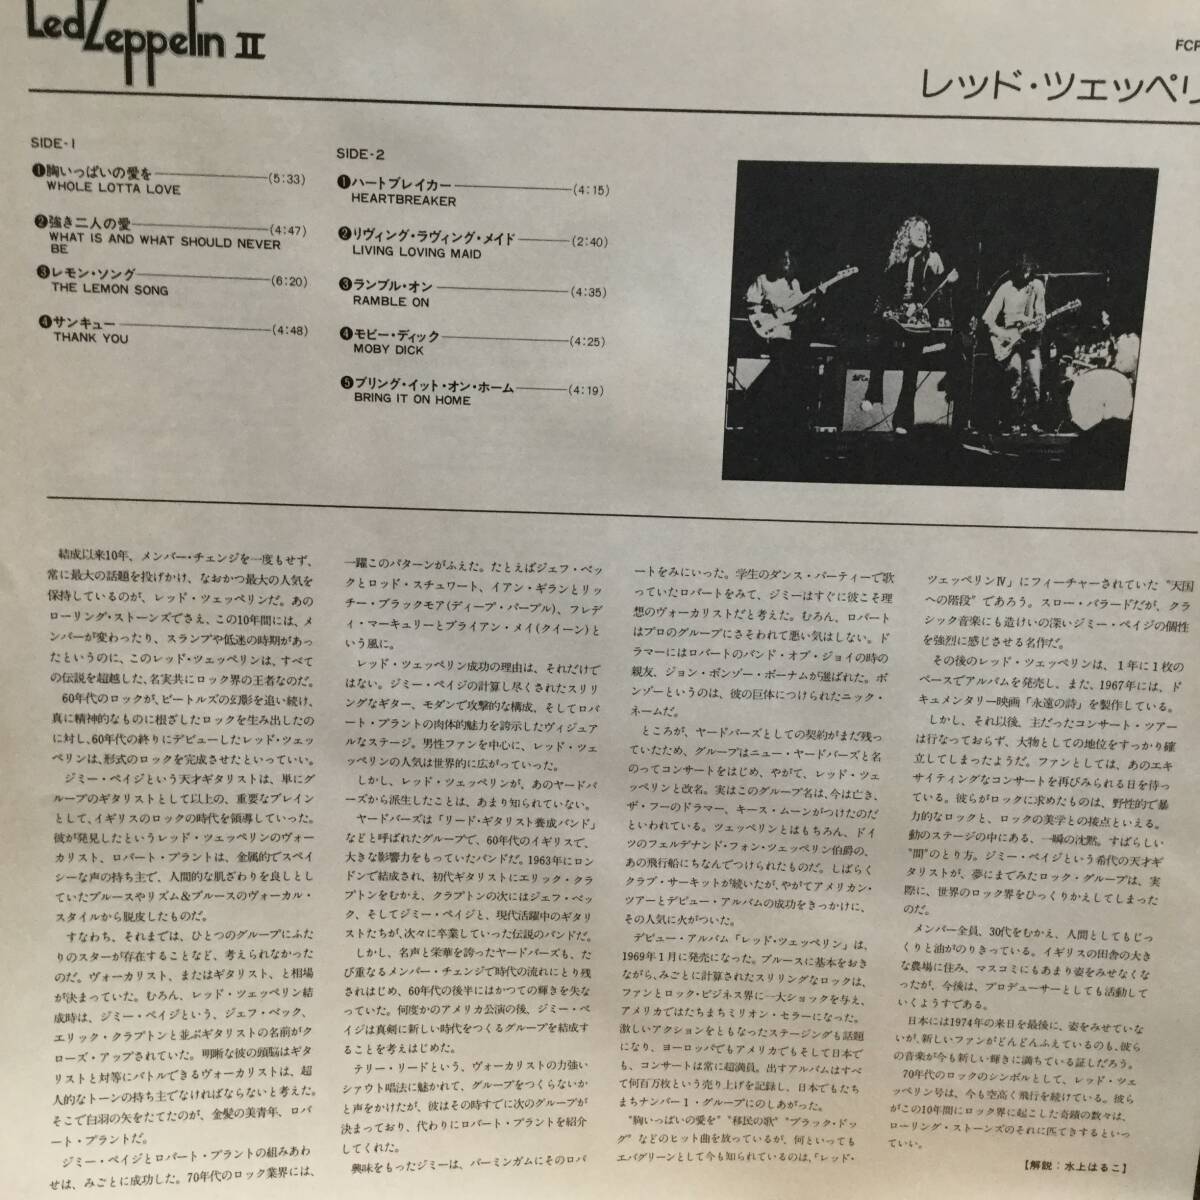 Led Zeppelin II
FCP
レッド・ツェッペリ
SIDE-1
❶胸いっぱいの愛を (5:33)
WHOLE LOTTA LOVE
❷強き二人の愛 (4:47)
WHAT IS AND WHAT SHOULD NEVER
BE
❸レモン・ソング (6:20)
THE LEMON SONG
❹サンキュー (4:48)
THANK YOU
SIDE-2
❶ハートブレイカー (4:15)
HEARTBREAKER
❷リヴィング・ラヴィング・メイド (2:40)
LIVING LOVING MAID
❸ランブル・オン (4:35)
RAMBLE ON
❹モビー・ディック (4:25)
MOBY DICK
❺ブリング・イット・オン・ホーム (4:19)
BRING IT ON HOME
結成以来10年、メンバー・チェンジを一度もせず、
常に最大の話題を投げかけ、なおかつ最大の人気を
保持しているのが、レッド・ツェッペリンだ。あの
ローリング・ストーンズでさえ、この10年間には、メ
ンバーが変わったり、スランプや低迷の時期があっ
たというのに、このレッド・ツェッペリンは、すべて
の伝説を超越した、名実共にロック界の王者なのだ。
60年代のロックが、ビートルズの幻影を追い続け、
真に精神的なものに根ざしたロックを生み出したの
に対し、60年代の終りにデビューしたレッド・ツェッ
ペリンは、形式のロックを完成させたといっていい。
ジミー・ペイジという天才ギタリストは、単にグ
ループのギタリストとして以上の、重要なブレイン
として、イギリスのロックの時代を領導していった。
彼が発見したというレッド・ツェッペリンのヴォー
カリスト、ロバート・プラントは、金属的でスペイ
シーな声の持ち主で、人間的な肌ざわりを良しとし
ていたブルースやリズム&ブルースのヴォーカル・
スタイルから脱皮したものだ。
すなわち、それまでは、ひとつのグループにふた
りのスターが存在することなど、考えられなかった
のだ。ヴォーカリスト、またはギタリスト、と相場
が決まっていた。むろん、レッド・ツェッペリン結
成時は、ジミー・ペイジという、ジェフ・ベック、
エリック・クラプトンと並ぶギタリストの名前がク
ローズ・アップされていた。明晰な彼の頭脳はギタ
リストと対等にバトルできるヴォーカリストは、超
人的なトーンの持ち主でなければならないと考えた。
そこで白羽の矢をたてたのが、金髪の美青年、ロバ
ート・プラントだ。
ジミー・ペイジとロバート・プラントの組みあわ
せは、みごとに成功した。70年代のロック業界には、
一躍このパターンがふえた。たとえばジェフ・ベッ
クとロッド・スチュワート、イアン・ギランとリッ
チー・ブラックモア(ディープ・パープル)、フレデ
ィ・マーキュリーとブライアン・メイ(クイーン)と
いう風に。
レッド・ツェッペリン成功の理由は、それだけで
はない。ジミー・ペイジの計算し尽くされたスリリ
ングなギター、モダンで攻撃的な構成、そしてロバ
ート・プラントの肉体的魅力を誇示したヴィジュア
ルなステージ。男性ファンを中心に、レッド・ツェ
ッペリンの人気は世界的に広がっていった。
しかし、レッド・ツェッペリンが、あのヤードバ
ーズから派生したことは、あまり知られていない。
ヤードバーズは「リード・ギタリスト養成バンド」
などと呼ばれたグループで、60年代のイギリスで、
大きな影響力をもっていたバンドだ。1963年にロン
ドンで結成され、初代ギタリストにエリック・クラ
プトンをむかえ、クラプトンの次にはジェフ・ベッ
ク、そしてジミー・ペイジと、現代活躍中のギタリ
ストたちが、次々に卒業していった伝説のバンドだ。
しかし、名声と栄華を誇ったヤードバーズも、た
び重なるメンバー・チェンジで時代の流れにとり残
されはじめ、60年代の後半にはかつての輝きを失な
っていた。何度かのアメリカ公演の後、ジミー・ペ
イジは真剣に新しい時代をつくるグループを結成す
ることを考えはじめた。
テリー・リードという、ヴォーカリストの力強い
シアウト唱法に魅かれて、グループをつくらないか
と声をかけたが、彼はその時すでに次のグループが
決まっており、代わりにロバート・プラントを紹介
してくれた。
興味をもったジミーは、バーミンガムにそのロバ
ートをみにいった。学生のダンス・パーティーで歌
っていたロバートをみて、ジミーはすぐに彼こそ理
想のヴォーカリストだと考えた。むろん、ロバート
はプロのグループにさそわれて悪い気はしない。ド
ラマーにはロバートのバンド・オブ・ジョイの時の
親友、ジョン・ボンゾー・ボーナムが選ばれた。ボ
ンゾーというのは、彼の巨体につけられたニック・
ネームだ。
ところが、ヤードバーズとしての契約がまだ残っ
ていたため、グループはニュー・ヤードバーズと名
のってコンサートをはじめ、やがて、レッド・ツェ
ッペリンと改名。実はこのグループ名は、今は亡き、
ザ・フーのドラマー、キース・ムーンがつけたのだ
といわれている。ツェッペリンとはもちろん、ドイ
ツのフェルデナンド・フォン・ツェッペリン伯爵の、
あの飛行船にちなんでつけられたものだ。しばらく
クラブ・サーキットが続いたが、やがてアメリカン・
ツアーとデビュー・アルバムの成功をきっかけに、
その人気に火がついた。
デビュー・アルバム「レッド・ツェッペリン」は、
1969年1月に発売になった。ブルースに基本をおき
ながら、みごとに計算されたスリリングなロックは、
ファンとロック・ビジネス界に一大ショックを与え、
アメリカではたちまちミリオン・セラーになった。
激しいアクションをともなったステージングも話題
になり、ヨーロッパでもアメリカでもそして日本で
も、コンサートは常に超満員。出すアルバムはすべ
て何百万枚という売り上げを記録し、日本でもたち
まちナンバー1・グループにのしあがった。
“胸いっぱいの愛を” “移民の歌” “ブラック・ドッ
グ” などのヒット曲を放っているが、何といっても
エバグリーンとして今も知られているのは、「レッド・
ツェッペリンIV」にフィーチャーされていた “天国
への階段” であろう。スロー・バラードだが、クラ
シック音楽にも造けいの深いジミー・ペイジの個性
を強烈に感じさせる名作だ。
その後のレッド・ツェッペリンは、1年に1枚の
ペースでアルバムを発売し、また、1967年には、ド
キュメンタリー映画「永遠の詩」を製作している。
しかし、それ以後、主だったコンサート・ツアー
は行なっておらず、大物としての地位をすっかり確
立してしまったようだ。ファンとしては、あのエキ
サイティングなコンサートを再びみられる日を待っ
ている。彼らがロックに求めたものは、野性的で暴
力的なロックと、ロックの美学との接点といえる。
動のステージの中にある、一瞬の沈黙。すばらしい
“間”のとり方。ジミー・ペイジという希代の天才ギ
タリストが、夢にまでみたロック・グループは、実
際に、世界のロック界をひっくりかえしてしまった
のだ。
メンバー全員、30代をむかえ、人間としてもじっ
くりと油がのりきっている。イギリスの田舎の大き
な農場に住み、マスコミにもあまり姿をみせなくな
ったが、今後は、プロデューサーとしても活動して
いくようすである。
日本には1974年の来日を最後に、姿をみせていな
いが、新しいファンがどんどんふえているのも、彼ら
の音楽が今も新しい輝きに満ちている証しだろう。
70年代のロックのシンボルとして、レッド・ツェ
ッペリン号は、今も空高く飛行を続けている。彼ら
がこの10年間にロック界に起こした奇蹟の数々は、
ローリング・ストーンズのそれに匹てきするといっ
ていい。
【解説：水上はるこ】